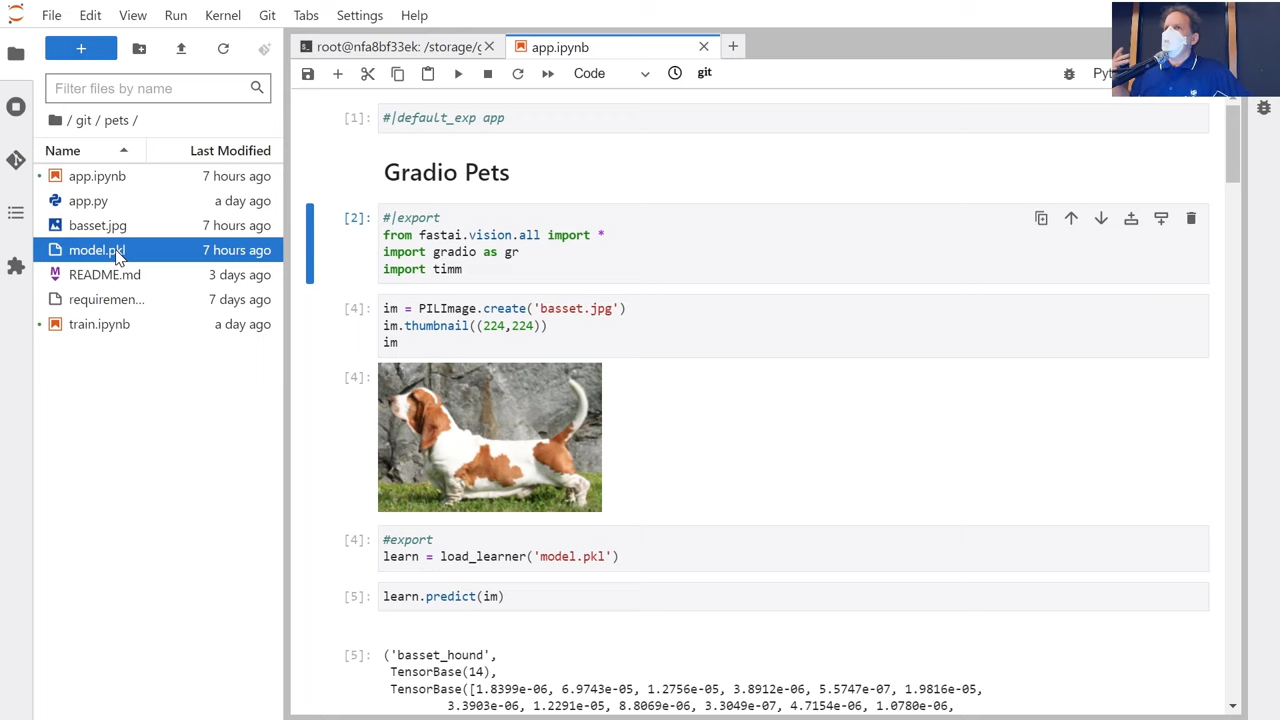 File Edit View Run Kernel Git Tabs Settings Help
root@nfa8bf33ek: /storage/
app.ipynb
Filter files by name
Code
git
/ git / pets /
Name Last Modified
app.ipynb 7 hours ago
app.py a day ago
basset.jpg 7 hours ago
model.pkl 7 hours ago
README.md 3 days ago
requiremen... 7 days ago
train.ipynb a day ago
[1]: #|default_exp app
Gradio Pets
[2]: #|export
from fastai.vision.all import *
import gradio as gr
import timm
[4]: im = PILImage.create('basset.jpg')
im.thumbnail((224,224))
im
[4]:
[4]: #export
learn = load_learner('model.pkl')
[5]: learn.predict(im)
[5]: ('basset_hound',
TensorBase(14),
TensorBase([1.8399e-06, 6.9743e-05, 1.2756e-05, 3.8912e-06, 5.5747e-07, 1.9816e-05,
3.3903e-06, 1.2291e-05, 8.8069e-06, 3.3049e-07, 4.7154e-06, 1.0780e-06,